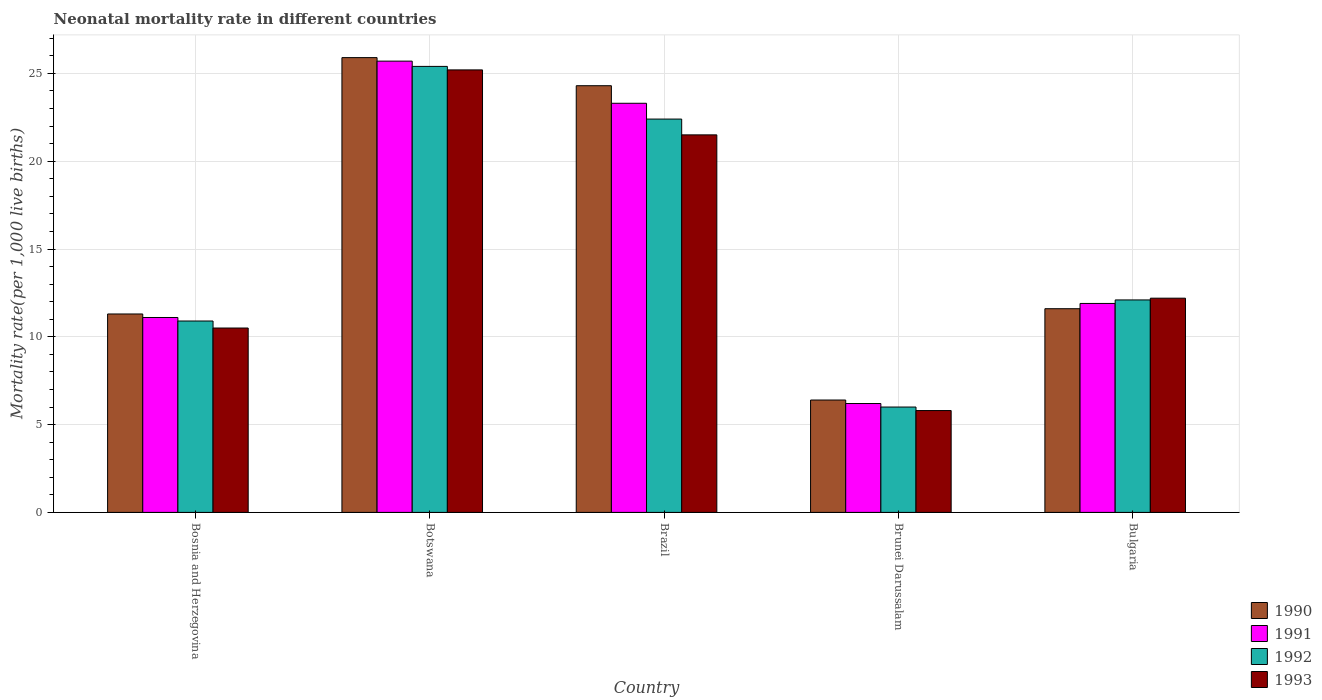 Neonatal mortality rate in different countries
Mortality rate(per 1,000 live births)
25
20
15
10
5
0
Bosnia and Herzegovina
Botswana
Brazil
Brunei Darussalam
Bulgaria
Country
1990
1991
1992
1993